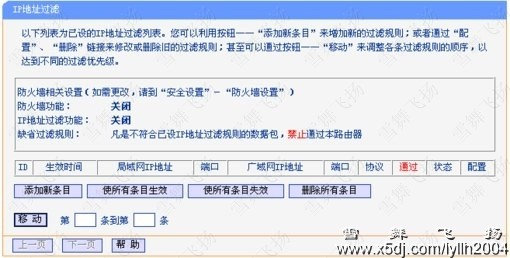 IP地址过滤
以下列表为已设的IP地址过滤列表。您可以利用按钮——“添加新条目”来增加新的过滤规则；或者通过“配
置”、“删除”链接来修改或删除旧的过滤规则；甚至可以通过按钮——“移动”来调整各条过滤规则的顺序，以
达到不同的过滤优先级。
防火墙相关设置（如需更改，请到“安全设置”-“防火墙设置”）
防火墙功能： 关闭
IP地址过滤功能： 关闭
缺省过滤规则： 凡是不符合已设IP地址过滤规则的数据包，禁止通过本路由器
ID 生效时间 局域网IP地址 端口 广域网IP地址 端口 协议 通过 状态 配置
添加新条目 使所有条目生效 使所有条目失效 删除所有条目
移动 第 条到第 条
上一页 下一页 帮助
雪舞飞扬
www.x5dj.com/iyllh2004